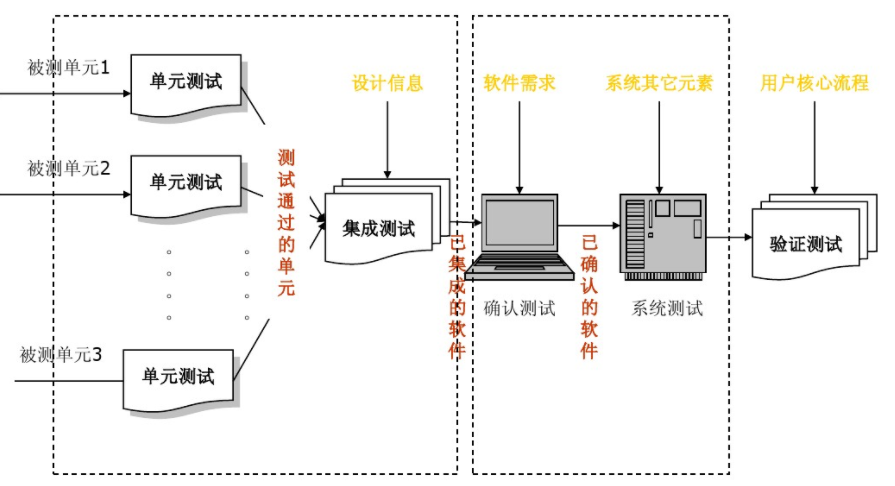 被测单元1
单元测试
设计信息
软件需求
系统其它元素
用户核心流程
被测单元2
单元测试
测试通过的单元
集成测试
已集成的软件
确认测试
已确认的软件
系统测试
验证测试
被测单元3
单元测试